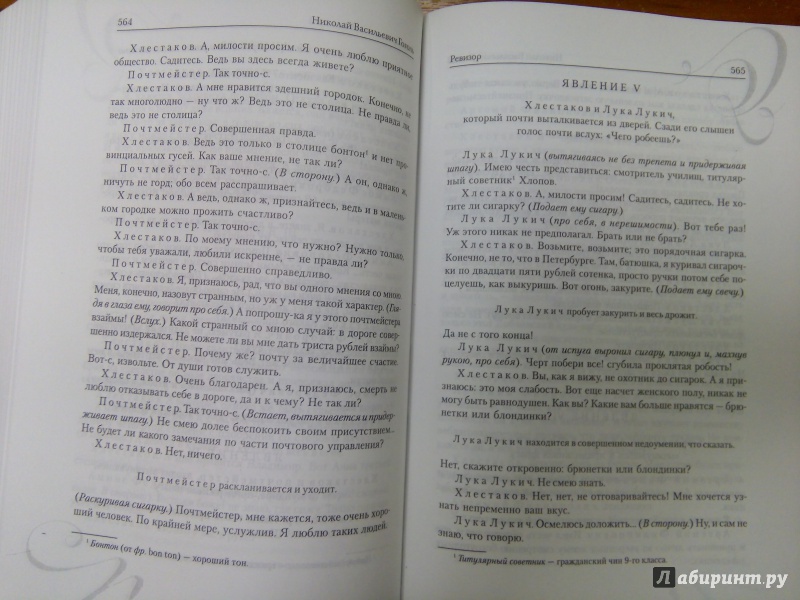 564
Николай Васильевич Гоголь
Хлестаков. А, милости просим. Я очень люблю приятное
общество. Садитесь. Ведь вы здесь всегда живете?
Почтмейстер. Так точно-с.
Хлестаков. А мне нравится здешний городок. Конечно, не
так многолюдно — ну что ж? Ведь это не столица. Не правда ли,
ведь это не столица?
Почтмейстер. Совершенная правда.
Хлестаков. Ведь это только в столице бонтон¹ и нет про-
винциальных гусей. Как ваше мнение, не так ли?
Почтмейстер. Так точно-с. (В сторону.) А он, однако ж,
ничуть не горд; обо всем расспрашивает.
Хлестаков. А ведь, однако ж, признайтесь, ведь и в малень-
ком городке можно прожить счастливо?
Почтмейстер. Так точно-с.
Хлестаков. По моему мнению, что нужно? Нужно только,
чтобы тебя уважали, любили искренне, — не правда ли?
Почтмейстер. Совершенно справедливо.
Хлестаков. Я, признаюсь, рад, что вы одного мнения со мною.
Меня, конечно, назовут странным, но уж у меня такой характер. (Гля-
дя в глаза ему, говорит про себя.) А попрошу-ка я у этого почтмейстера
взаймы! (Вслух.) Какой странный со мною случай: в дороге совер-
шенно издержался. Не можете ли вы мне дать триста рублей взаймы?
Почтмейстер. Почему же? почту за величайшее счастие.
Вот-с, извольте. От души готов служить.
Хлестаков. Очень благодарен. А я, признаюсь, смерть не
люблю отказывать себе в дороге, да и к чему? Не так ли?
Почтмейстер. Так точно-с. (Встает, вытягивается и придер-
живает шпагу.) Не смею долее беспокоить своим присутствием...
Не будет ли какого замечания по части почтового управления?
Хлестаков. Нет, ничего.
Почтмейстер раскланивается и уходит.
(Раскуривая сигарку.) Почтмейстер, мне кажется, тоже очень хоро-
ший человек. По крайней мере, услужлив. Я люблю таких людей.
¹ Бонтон (от фр. bon ton) — хороший тон.
Ревизор
565
ЯВЛЕНИЕ V
Хлестаков и Лука Лукич,
который почти выталкивается из дверей. Сзади его слышен
голос почти вслух: «Чего робеешь?»
Лука Лукич (вытягиваясь не без трепета и придерживая
шпагу). Имею честь представиться: смотритель училищ, титуляр-
ный советник¹ Хлопов.
Хлестаков. А, милости просим! Садитесь, садитесь. Не хо-
тите ли сигарку? (Подает ему сигару.)
Лука Лукич (про себя, в нерешимости). Вот тебе раз!
Уж этого никак не предполагал. Брать или не брать?
Хлестаков. Возьмите, возьмите; это порядочная сигарка.
Конечно, не то, что в Петербурге. Там, батюшка, я куривал сигароч-
ки по двадцати пяти рублей сотенка, просто ручки потом себе по-
целуешь, как выкуришь. Вот огонь, закурите. (Подает ему свечу.)
Лука Лукич пробует закурить и весь дрожит.
Да не с того конца!
Лука Лукич (от испуга выронил сигару, плюнул и, махнув
рукою, про себя). Черт побери все! сгубила проклятая робость!
Хлестаков. Вы, как я вижу, не охотник до сигарок. А я при-
знаюсь: это моя слабость. Вот еще насчет женского полу, никак не
могу быть равнодушен. Как вы? Какие вам больше нравятся — брю-
нетки или блондинки?
Лука Лукич находится в совершенном недоумении, что сказать.
Нет, скажите откровенно: брюнетки или блондинки?
Лука Лукич. Не смею знать.
Хлестаков. Нет, нет, не отговаривайтесь! Мне хочется уз-
нать непременно ваш вкус.
Лука Лукич. Осмелюсь доложить... (В сторону.) Ну, и сам не
знаю, что говорю.
¹ Титулярный советник — гражданский чин 9-го класса.
Лабиринт.ру